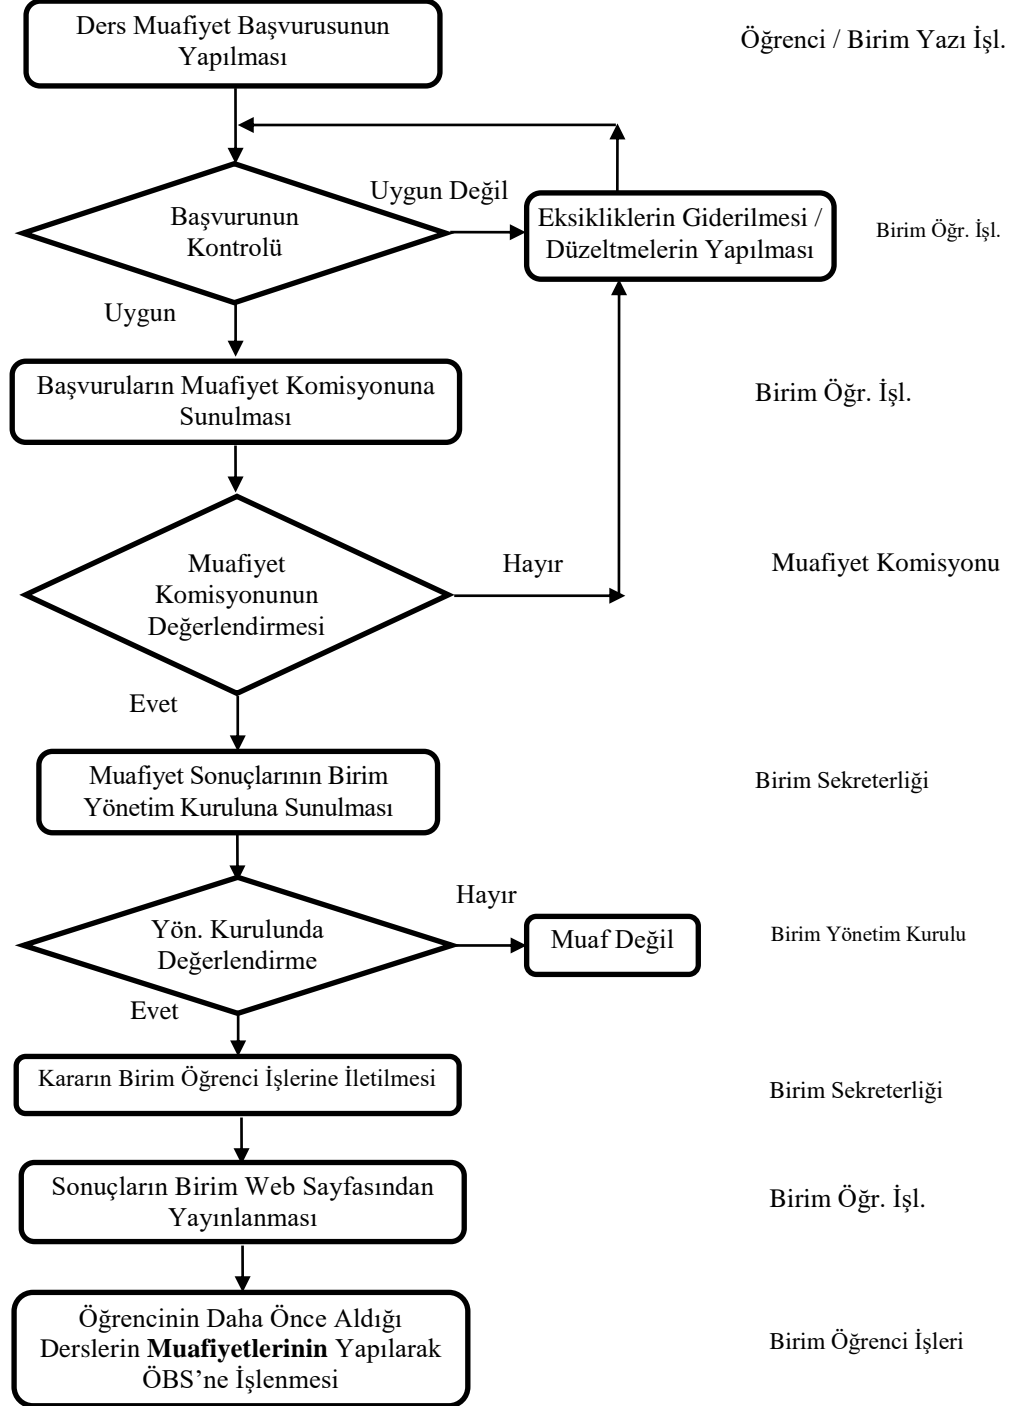 Ders Muafiyet Başvurusunun
Yapılması
Öğrenci / Birim Yazı İşl.
Uygun Değil
Başvurunun
Kontrolü
Eksikliklerin Giderilmesi /
Düzeltmelerin Yapılması
Birim Öğr. İşl.
Uygun
Başvuruların Muafiyet Komisyonuna
Sunulması
Birim Öğr. İşl.
Muafiyet
Komisyonunun
Değerlendirmesi
Hayır
Muafiyet Komisyonu
Evet
Muafiyet Sonuçlarının Birim
Yönetim Kuruluna Sunulması
Birim Sekreterliği
Hayır
Yön. Kurulunda
Değerlendirme
Muaf Değil
Birim Yönetim Kurulu
Evet
Kararın Birim Öğrenci İşlerine İletilmesi
Birim Sekreterliği
Sonuçların Birim Web Sayfasından
Yayınlanması
Birim Öğr. İşl.
Öğrencinin Daha Önce Aldığı
Derslerin Muafiyetlerinin Yapılarak
ÖBS’ne İşlenmesi
Birim Öğrenci İşleri